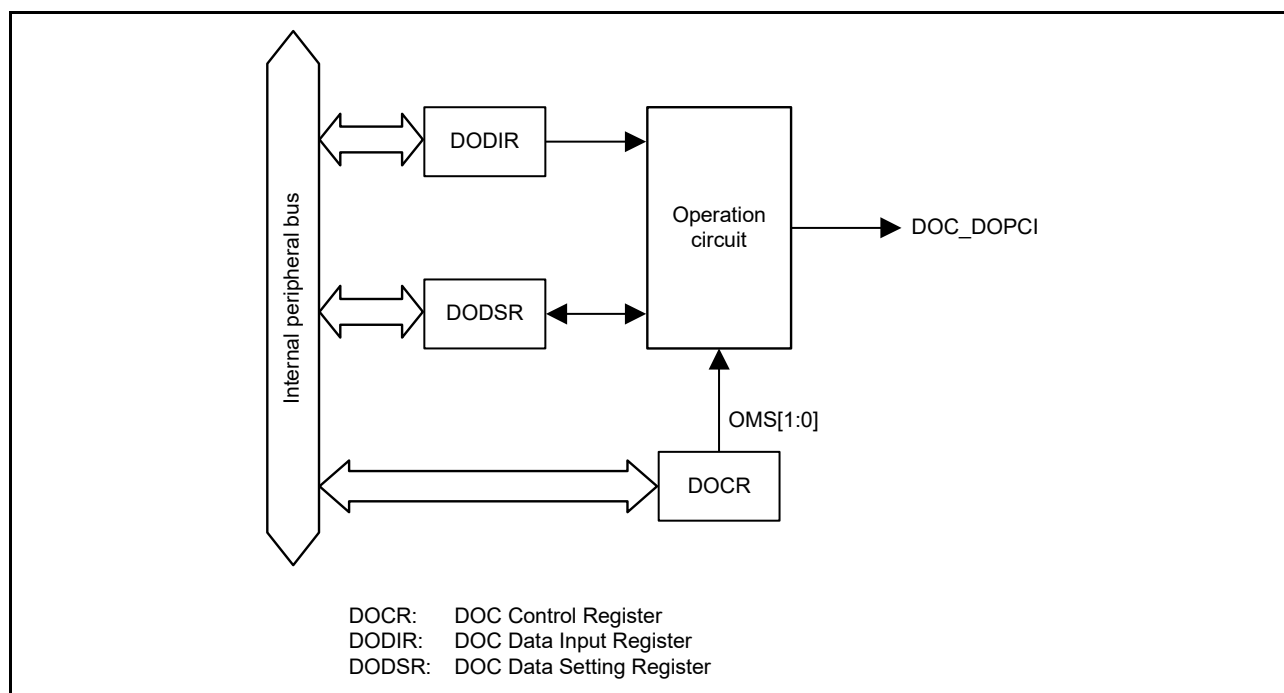 Internal peripheral bus
DODIR
DODSR
Operation
circuit
DOC_DOPCI
OMS[1:0]
DOCR
DOCR: DOC Control Register
DODIR: DOC Data Input Register
DODSR: DOC Data Setting Register